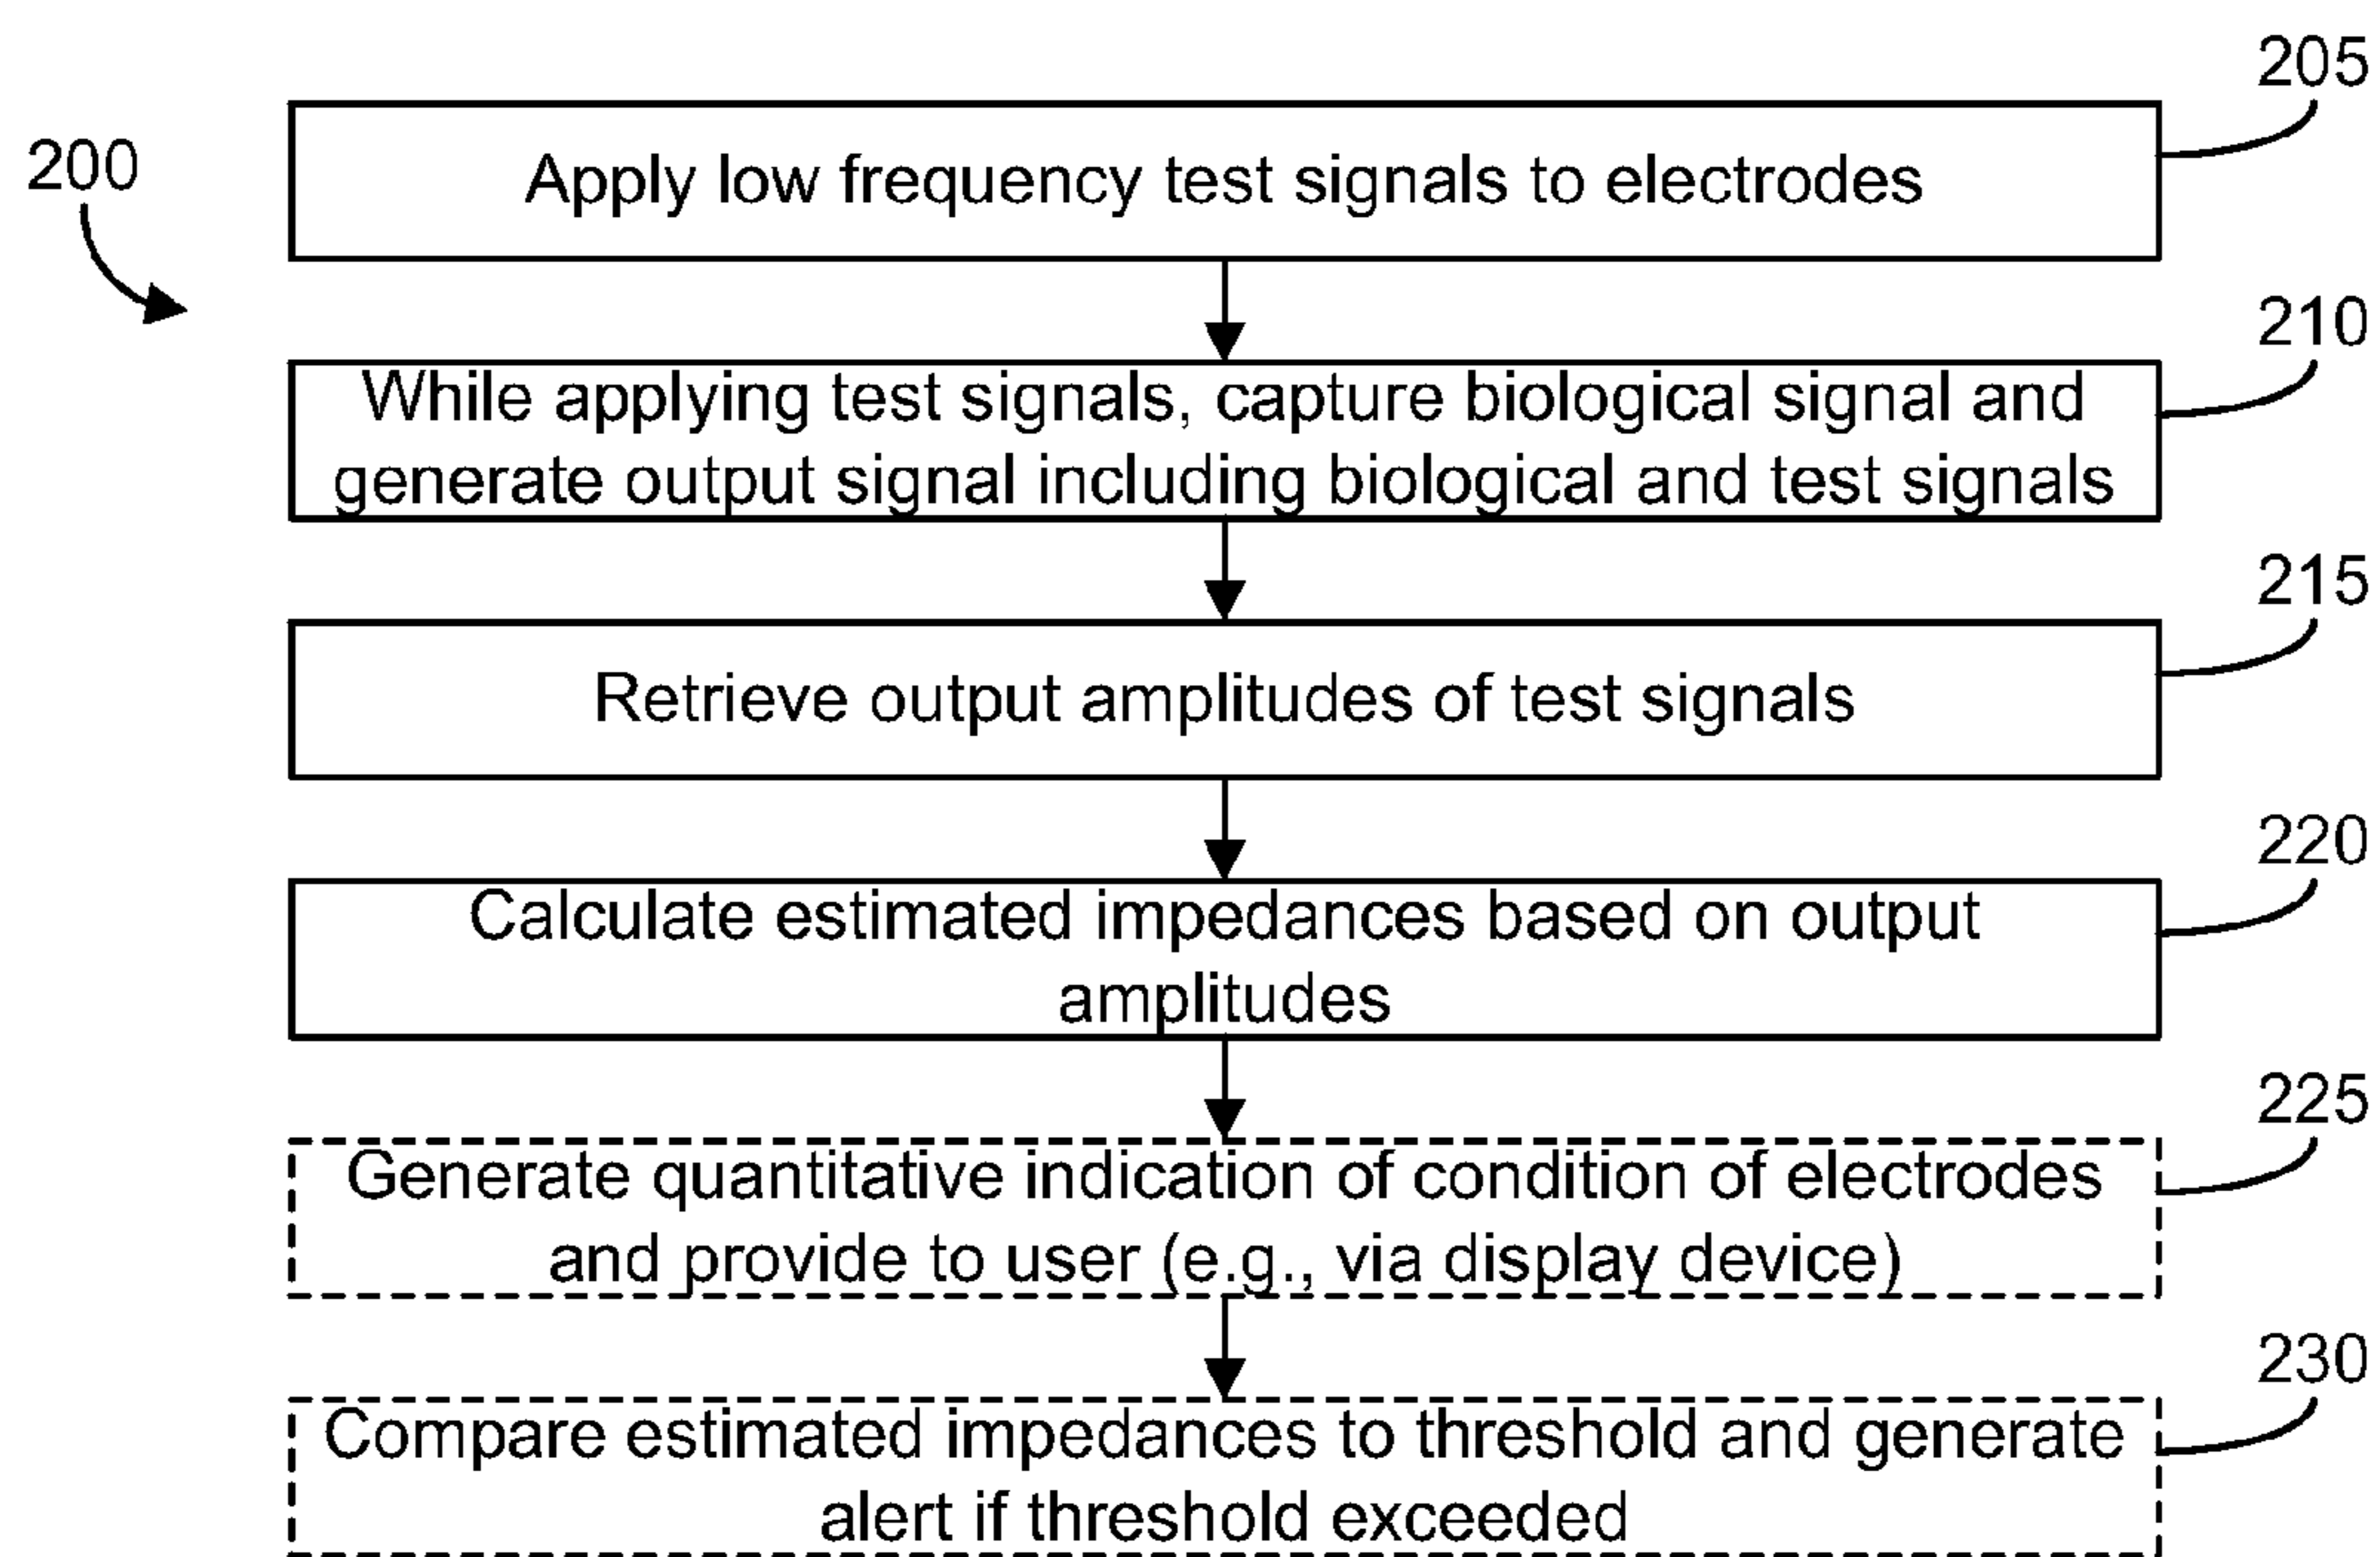 205
200
Apply low frequency test signals to electrodes
210
While applying test signals, capture biological signal and
generate output signal including biological and test signals
215
Retrieve output amplitudes of test signals
220
Calculate estimated impedances based on output
amplitudes
225
Generate quantitative indication of condition of electrodes
and provide to user (e.g., via display device)
230
Compare estimated impedances to threshold and generate
alert if threshold exceeded